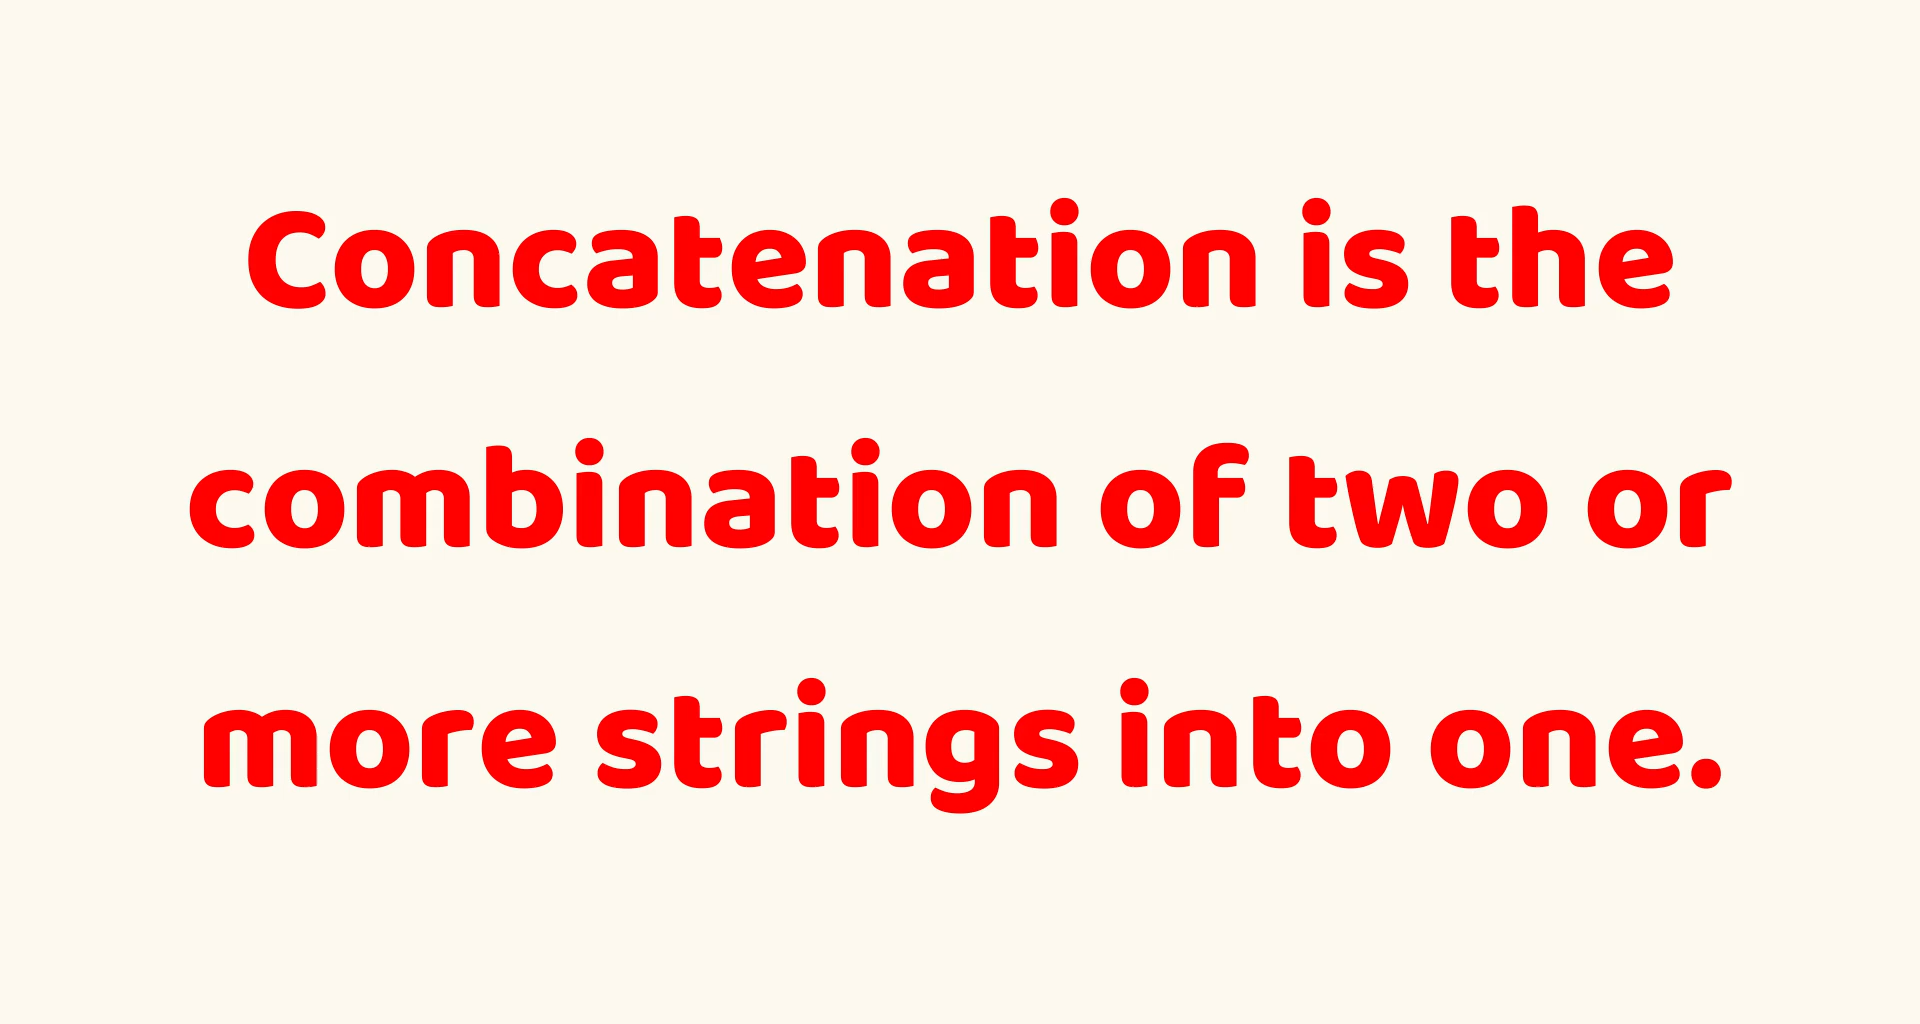 Concatenation is the
combination of two or
more strings into one.